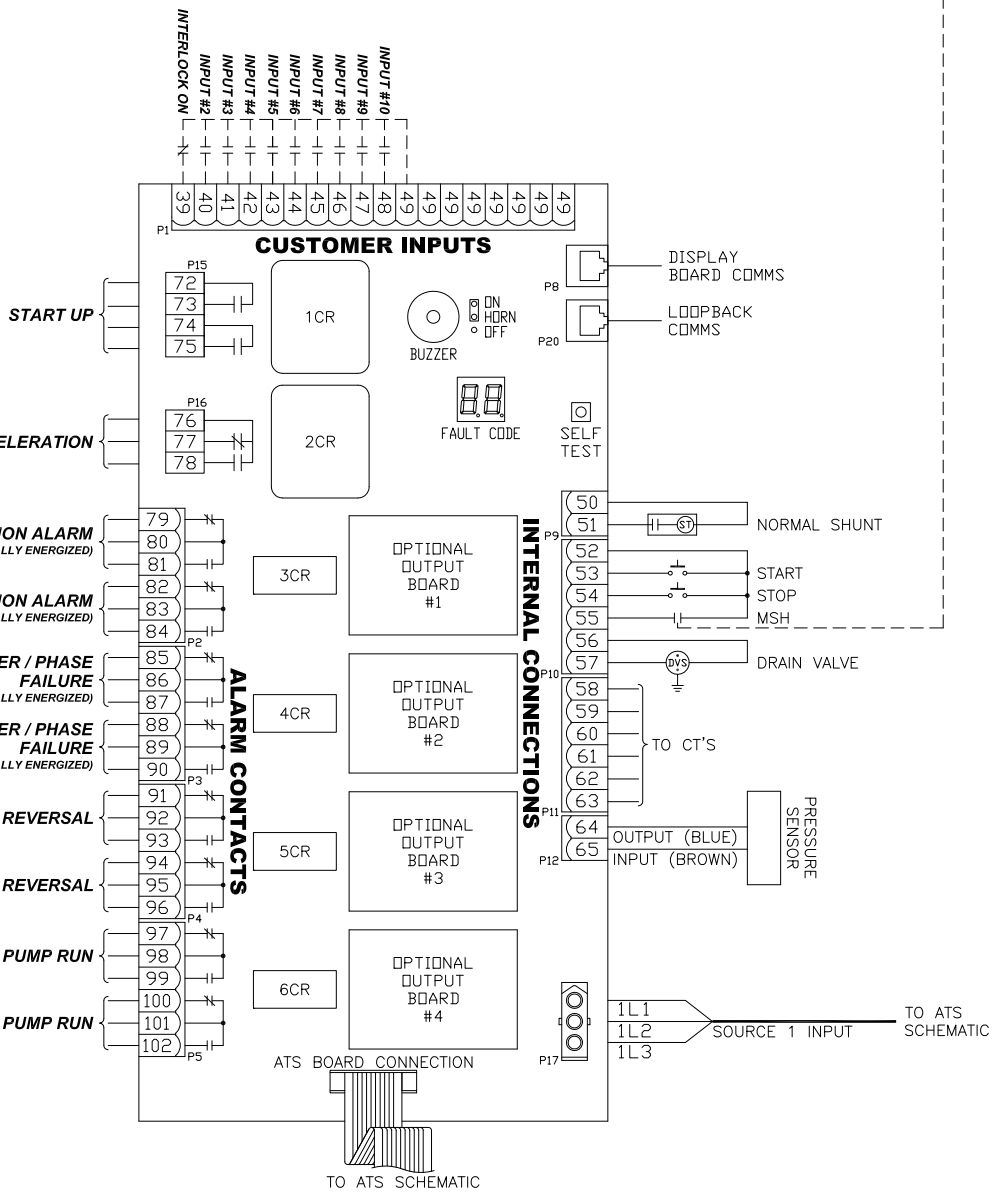 INTERLOCK ON
INPUT #2
INPUT #3
INPUT #4
INPUT #5
INPUT #6
INPUT #7
INPUT #8
INPUT #9
INPUT #10
39 40 41 42 43 44 45 46 47 48 49 49 49 49 49 49 49 49
P1
CUSTOMER INPUTS
P15
72
73
74
75
START UP
1CR
BUZZER
ON
HORN
OFF
P8
DISPLAY
BOARD COMMS
P20
LOOPBACK
COMMS
P16
76
77
78
ELERATION
2CR
FAULT CODE
SELF
TEST
79
80
81
82
83
84
P2
ION ALARM
LLY ENERGIZED)
ION ALARM
LLY ENERGIZED)
85
86
87
88
89
90
P3
ER / PHASE
FAILURE
LLY ENERGIZED)
ER / PHASE
FAILURE
LLY ENERGIZED)
91
92
93
94
95
96
P4
REVERSAL
REVERSAL
97
98
99
100
101
102
P5
PUMP RUN
PUMP RUN
ALARM CONTACTS
3CR
4CR
5CR
6CR
OPTIONAL
OUTPUT
BOARD
#1
OPTIONAL
OUTPUT
BOARD
#2
OPTIONAL
OUTPUT
BOARD
#3
OPTIONAL
OUTPUT
BOARD
#4
INTERNAL CONNECTIONS
50
51
P9
ST
NORMAL SHUNT
52
53
54
55
56
57
P10
START
STOP
MSH
DVS
DRAIN VALVE
58
59
60
61
62
63
P11
TO CT'S
64
65
P12
OUTPUT (BLUE)
INPUT (BROWN)
PRESSURE
SENSOR
P17
1L1
1L2
1L3
SOURCE 1 INPUT
TO ATS
SCHEMATIC
ATS BOARD CONNECTION
TO ATS SCHEMATIC